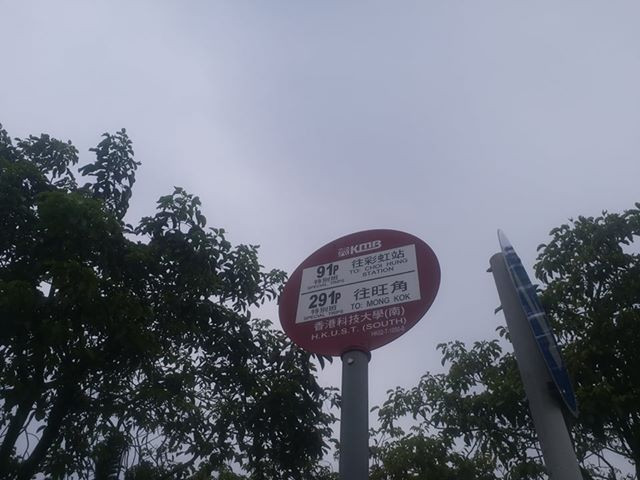 KMB
91P 往彩虹站
特別班 TO: CHOI HUNG
SPECIAL TRIPS STATION
291P 往旺角
特別班 TO: MONG KOK
SPECIAL TRIPS
香港科技大學(南)
H.K.U.S.T. (SOUTH)